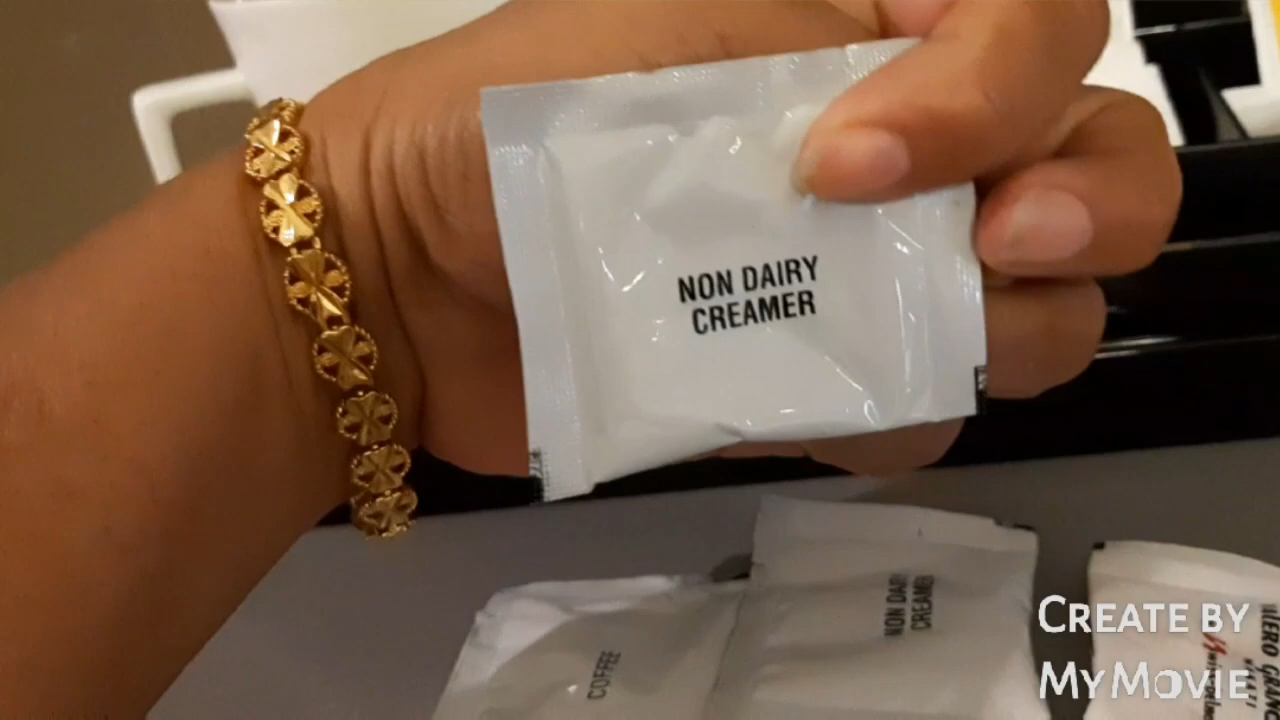 NON DAIRY
CREAMER
NON DAIRY
CREAMER
COFFEE
CREATE BY
MYMOVIE